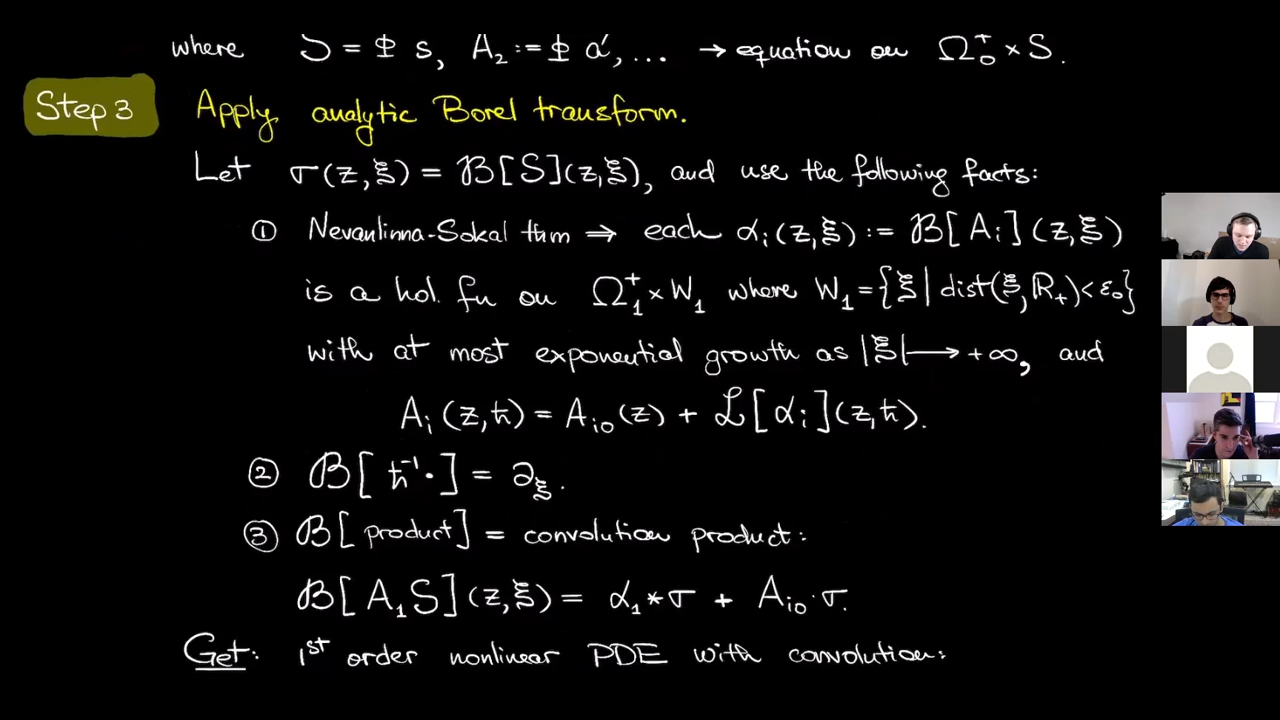 where S = Φ s, A₂ := Φ a′, ... → equation on Ω₀⁺ × S.
Step 3 Apply analytic Borel transform.
Let σ(z,ξ) = B[S](z,ξ), and use the following facts:
① Nevanlinna-Sokal thm ⇒ each αᵢ(z,ξ) := B[Aᵢ](z,ξ)
is a hol. fn on Ω₁⁺ × W₁ where W₁ = {ξ | dist(ξ, R₊) < ε₀}
with at most exponential growth as |ξ| → +∞, and
Aᵢ(z,ħ) = Aᵢ₀(z) + L[αᵢ](z,ħ).
② B[ħ⁻¹·] = ∂_ξ.
③ B[product] = convolution product:
B[A₁S](z,ξ) = α₁ * σ + Aᵢ₀·σ.
Get: 1ˢᵗ order nonlinear PDE with convolution: